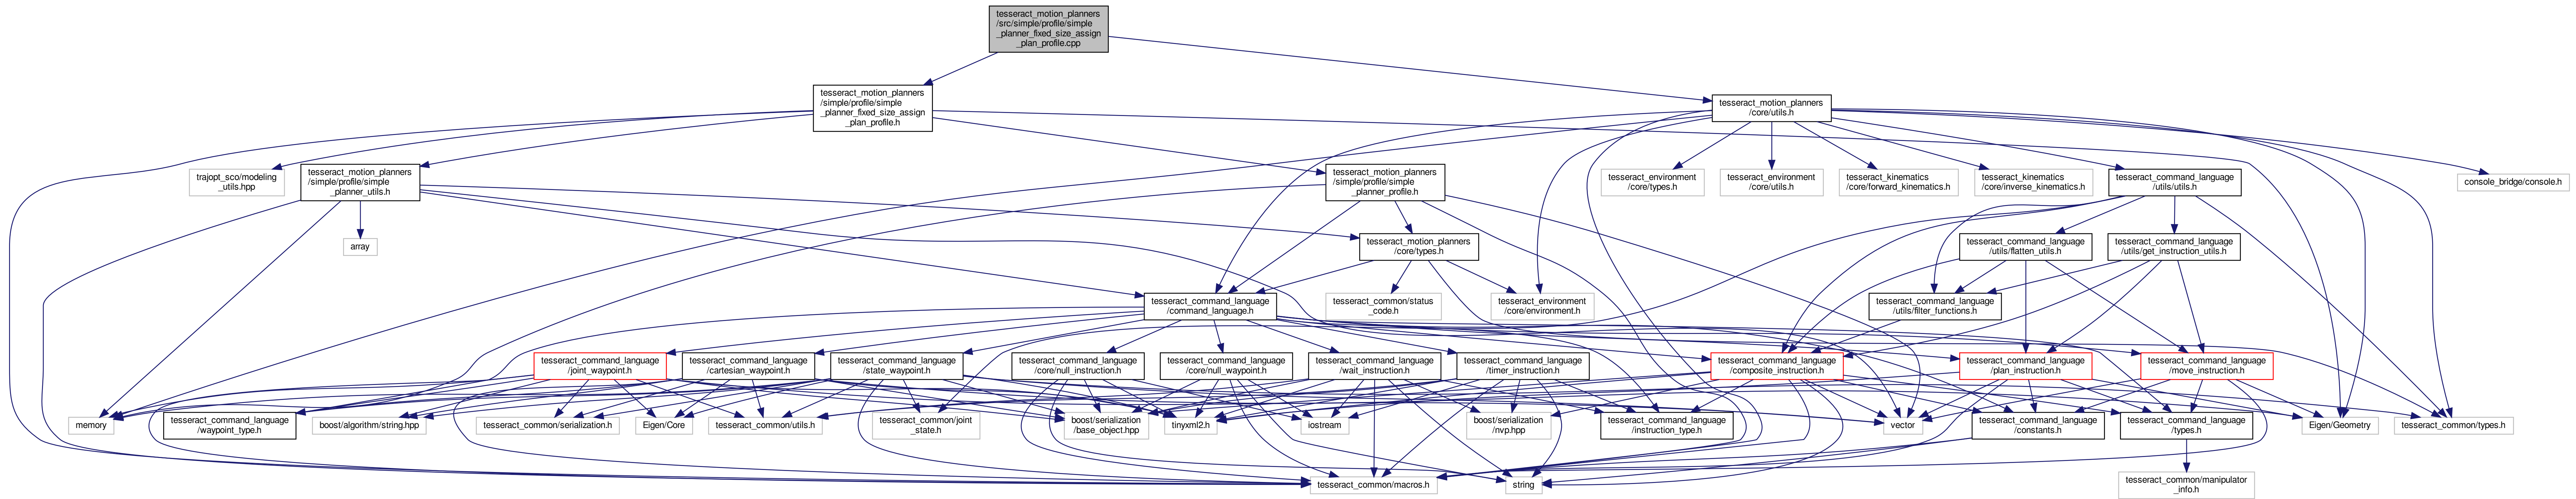 tesseract_motion_planners
/src/simple/profile/simple
_planner_fixed_size_assign
_plan_profile.cpp
tesseract_motion_planners
/simple/profile/simple
_planner_fixed_size_assign
_plan_profile.h
tesseract_motion_planners
/core/utils.h
trajopt_sco/modeling
_utils.hpp
tesseract_motion_planners
/simple/profile/simple
_planner_utils.h
tesseract_motion_planners
/simple/profile/simple
_planner_profile.h
tesseract_environment
/core/types.h
tesseract_environment
/core/utils.h
tesseract_kinematics
/core/forward_kinematics.h
tesseract_kinematics
/core/inverse_kinematics.h
tesseract_command_language
/utils/utils.h
console_bridge/console.h
array
tesseract_motion_planners
/core/types.h
tesseract_command_language
/utils/flatten_utils.h
tesseract_command_language
/utils/get_instruction_utils.h
tesseract_command_language
/command_language.h
tesseract_common/status
_code.h
tesseract_environment
/core/environment.h
tesseract_command_language
/utils/filter_functions.h
tesseract_command_language
/joint_waypoint.h
tesseract_command_language
/cartesian_waypoint.h
tesseract_command_language
/state_waypoint.h
tesseract_command_language
/core/null_instruction.h
tesseract_command_language
/core/null_waypoint.h
tesseract_command_language
/wait_instruction.h
tesseract_command_language
/timer_instruction.h
tesseract_command_language
/composite_instruction.h
tesseract_command_language
/plan_instruction.h
tesseract_command_language
/move_instruction.h
memory
tesseract_command_language
/waypoint_type.h
boost/algorithm/string.hpp
tesseract_common/serialization.h
Eigen/Core
tesseract_common/utils.h
tesseract_common/joint
_state.h
boost/serialization
/base_object.hpp
tinyxml2.h
iostream
boost/serialization
/nvp.hpp
tesseract_command_language
/instruction_type.h
vector
tesseract_command_language
/constants.h
tesseract_command_language
/types.h
Eigen/Geometry
tesseract_common/types.h
tesseract_common/macros.h
string
tesseract_common/manipulator
_info.h